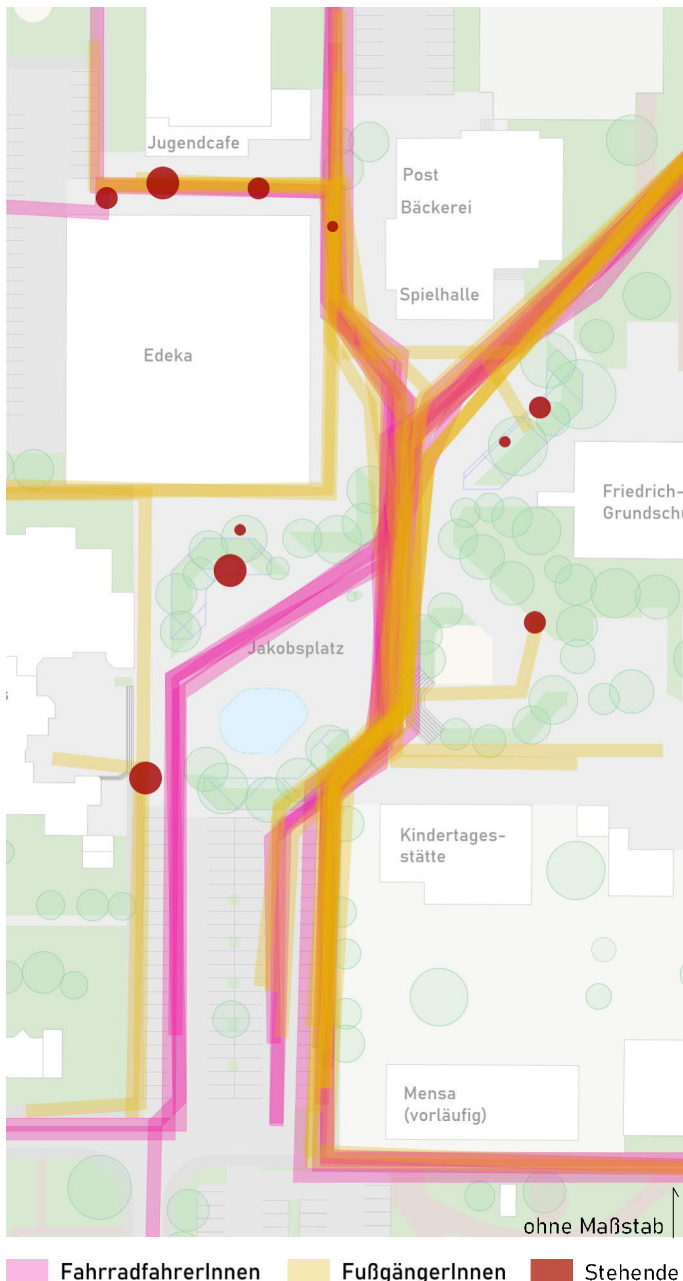 Jugendcafe
Post
Bäckerei
Spielhalle
Edeka
Friedrich-
Grundschu
Jakobsplatz
s
Kindertages-
stätte
Mensa
(vorläufig)
ohne Maßstab
FahrradfahrerInnen FußgängerInnen Stehende